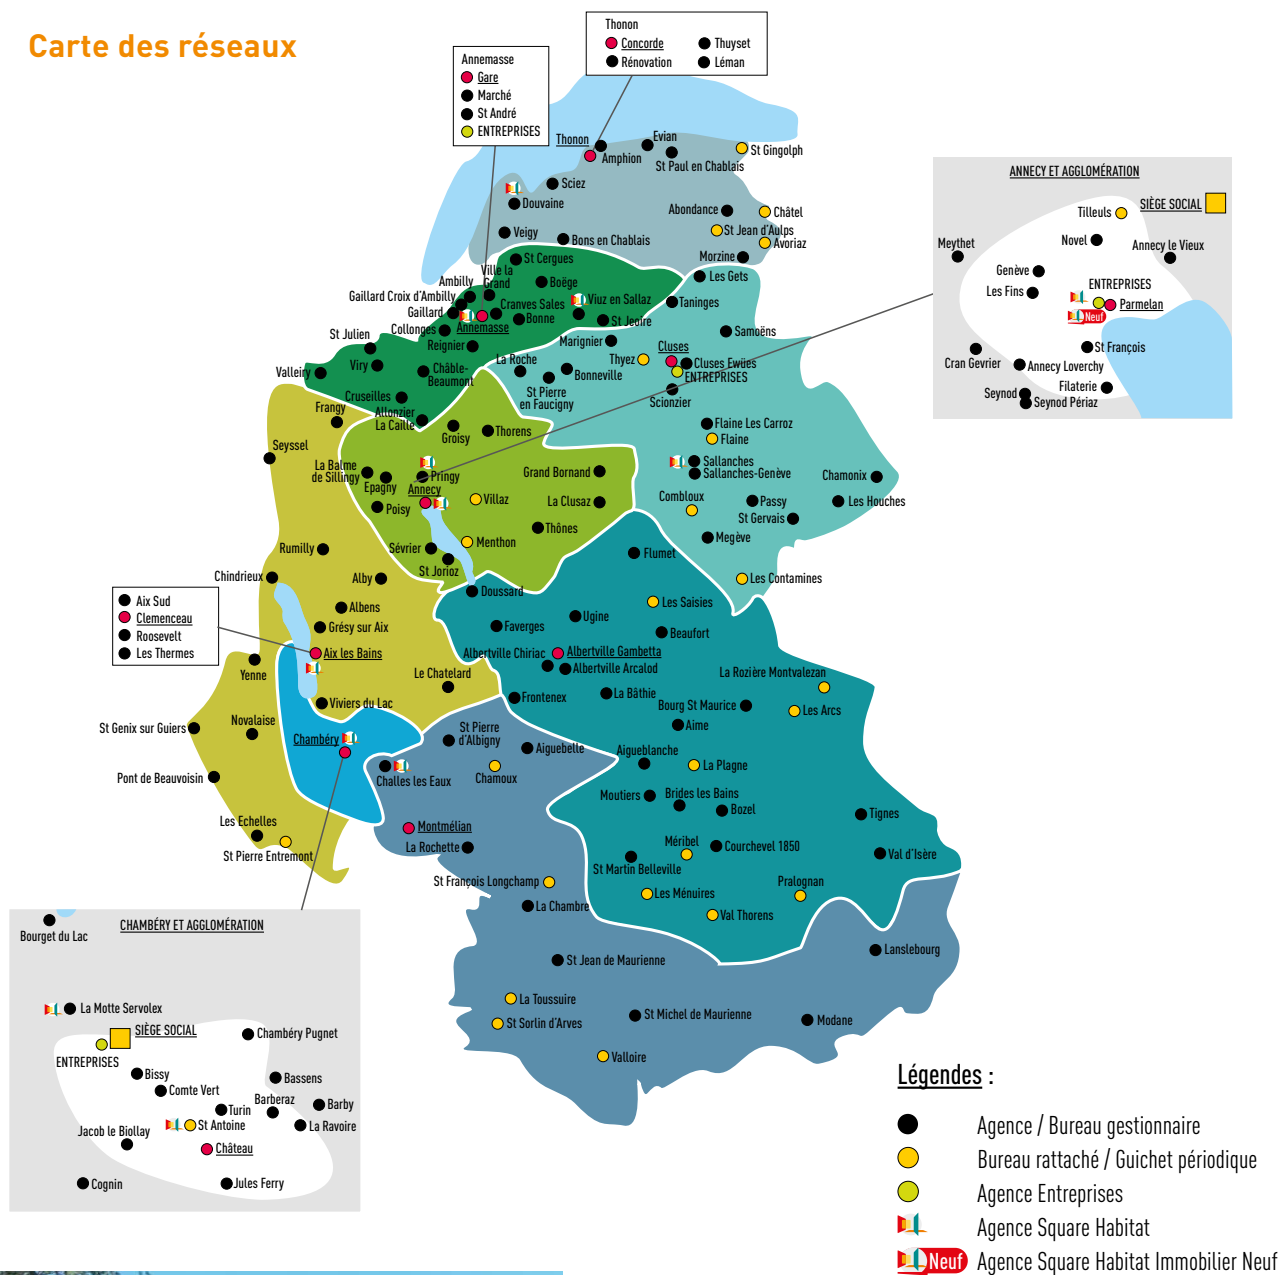 Carte des réseaux
Thonon
Concorde
Thuyset
Rénovation
Léman
Annemasse
Gare
Marché
St André
ENTREPRISES
Thonon
Evian
Amphion
St Paul en Chablais
St Gingolph
Sciez
Douvaine
Abondance
Châtel
St Jean d'Aulps
Avoriaz
Veigy
Bons en Chablais
Morzine
St Cergues
Ville la
Grand
Boëge
Les Gets
Ambilly
Gaillard Croix d'Ambilly
Cranves Sales
Viuz en Sallaz
Taninges
Gaillard
Bonne
St Jeoire
Collonges
Annemasse
Samoëns
St Julien
Reignier
Marignier
Cluses
Viry
La Roche
Thyez
Cluses Ewües
Valleiry
Châble-
Beaumont
Bonneville
ENTREPRISES
St Pierre
en Faucigny
Cruseilles
Scionzier
Frangy
Allonzier
La Caille
Groisy
Thorens
Flaine Les Carroz
Flaine
Seyssel
La Balme
de Sillingy
Epagny
Pringy
Grand Bornand
Sallanches
Sallanches-Genève
Chamonix
Annecy
Villaz
La Clusaz
Combloux
Passy
Les Houches
Poisy
St Gervais
Thônes
Megève
Rumilly
Sévrier
Menthon
Flumet
St Jorioz
Chindrieux
Alby
Les Contamines
Doussard
Albens
Les Saisies
Ugine
Grésy sur Aix
Faverges
Beaufort
Aix Sud
Clemenceau
Roosevelt
Les Thermes
Aix les Bains
Albertville Chiriac
Albertville Gambetta
Albertville Arcalod
Yenne
Le Chatelard
La Rozière Montvalezan
Viviers du Lac
Frontenex
La Bâthie
Bourg St Maurice
Les Arcs
St Genix sur Guiers
Novalaise
Aime
Chambéry
St Pierre
d'Albigny
Aiguebelle
Aigueblanche
La Plagne
Pont de Beauvoisin
Challes les Eaux
Chamoux
Moutiers
Brides les Bains
Bozel
Tignes
Les Echelles
Montmélian
St Pierre Entremont
La Rochette
Méribel
Courchevel 1850
Val d'Isère
St Martin Belleville
St François Longchamp
Les Ménuires
Pralognan
La Chambre
Val Thorens
Lanslebourg
St Jean de Maurienne
La Toussuire
St Sorlin d'Arves
St Michel de Maurienne
Modane
Valloire
ANNECY ET AGGLOMÉRATION
SIÈGE SOCIAL
Tilleuls
Novel
Meythet
Annecy le Vieux
Genève
Les Fins
ENTREPRISES
Parmelan
Neuf
St François
Cran Gevrier
Annecy Loverchy
Filaterie
Seynod
Seynod Périaz
CHAMBÉRY ET AGGLOMÉRATION
Bourget du Lac
La Motte Servolex
SIÈGE SOCIAL
Chambéry Pugnet
ENTREPRISES
Bissy
Bassens
Comte Vert
Barberaz
Barby
Turin
St Antoine
La Ravoire
Jacob le Biollay
Château
Cognin
Jules Ferry
Légendes :
Agence / Bureau gestionnaire
Bureau rattaché / Guichet périodique
Agence Entreprises
Agence Square Habitat
Neuf Agence Square Habitat Immobilier Neuf